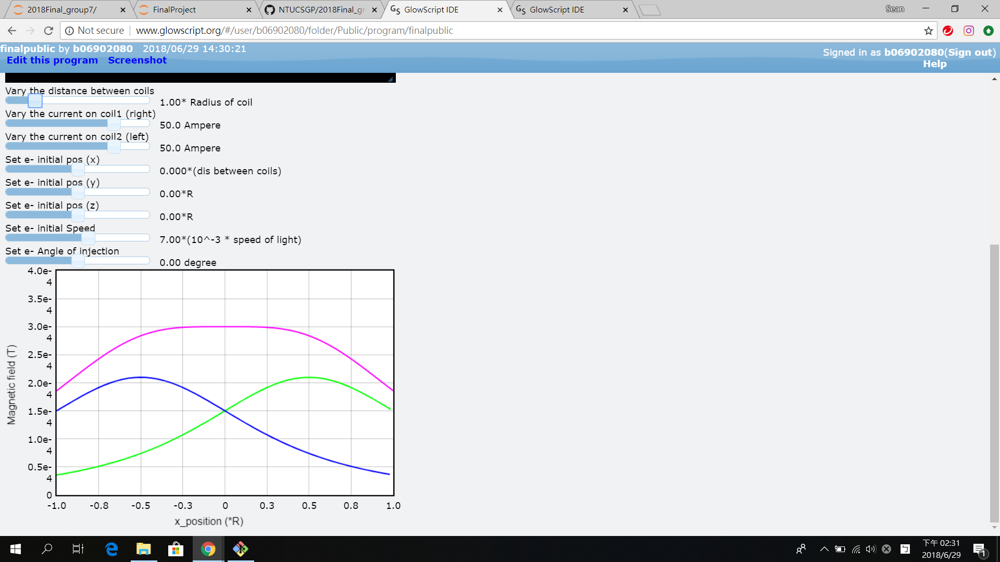 2018Final_group7/
FinalProject
NTUCSGP/2018Final_gr
GlowScript IDE
GlowScript IDE
Sean
Not secure
www.glowscript.org/#/user/b06902080/folder/Public/program/finalpublic
finalpublic by b06902080 2018/06/29 14:30:21
Edit this program Screenshot
Signed in as b06902080(Sign out)
Help
Vary the distance between coils
1.00* Radius of coil
Vary the current on coil1 (right)
50.0 Ampere
Vary the current on coil2 (left)
50.0 Ampere
Set e- initial pos (x)
0.000*(dis between coils)
Set e- initial pos (y)
0.00*R
Set e- initial pos (z)
0.00*R
Set e- initial Speed
7.00*(10^-3 * speed of light)
Set e- Angle of injection
0.00 degree
4.0e-
4
3.5e-
4
3.0e-
4
2.5e-
4
2.0e-
4
1.5e-
4
1.0e-
4
0.5e-
4
0
Magnetic field (T)
-1.0 -0.8 -0.5 -0.3 0 0.3 0.5 0.8 1.0
x_position (*R)
下午 02:31
2018/6/29
1